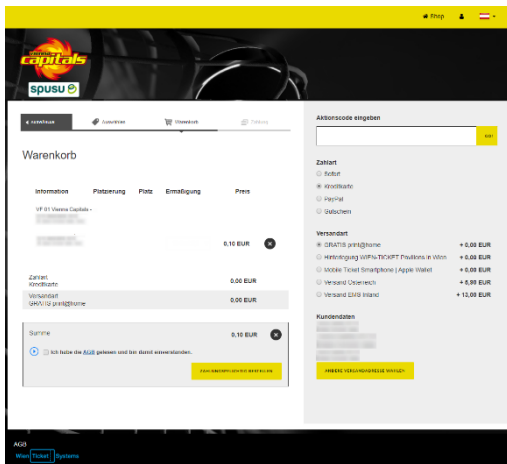 Shop
capitals
spusu
Auswählen
Warenkorb
Zahlung
Warenkorb
Information Platzierung Platz Ermäßigung Preis
VF 01 Vienna Capitals -
0,10 EUR
Zahlart
Kreditkarte 0,00 EUR
Versandart
GRATIS print@home 0,00 EUR
Summe 0,10 EUR
Ich habe die AGB gelesen und bin damit einverstanden.
ZAHLUNGSPFLICHTIG BESTELLEN
Aktionscode eingeben
Zahlart
Sofort
Kreditkarte
PayPal
Gutschein
Versandart
GRATIS print@home + 0,00 EUR
Hinterlegung WIEN-TICKET Pavillons in Wien + 0,00 EUR
Mobile Ticket Smartphone | Apple Wallet + 0,00 EUR
Versand Österreich + 6,90 EUR
Versand EMS Inland + 13,00 EUR
Kundendaten
ANDERE VERSANDADRESSE WÄHLEN
AGB
Wien Ticket Systems